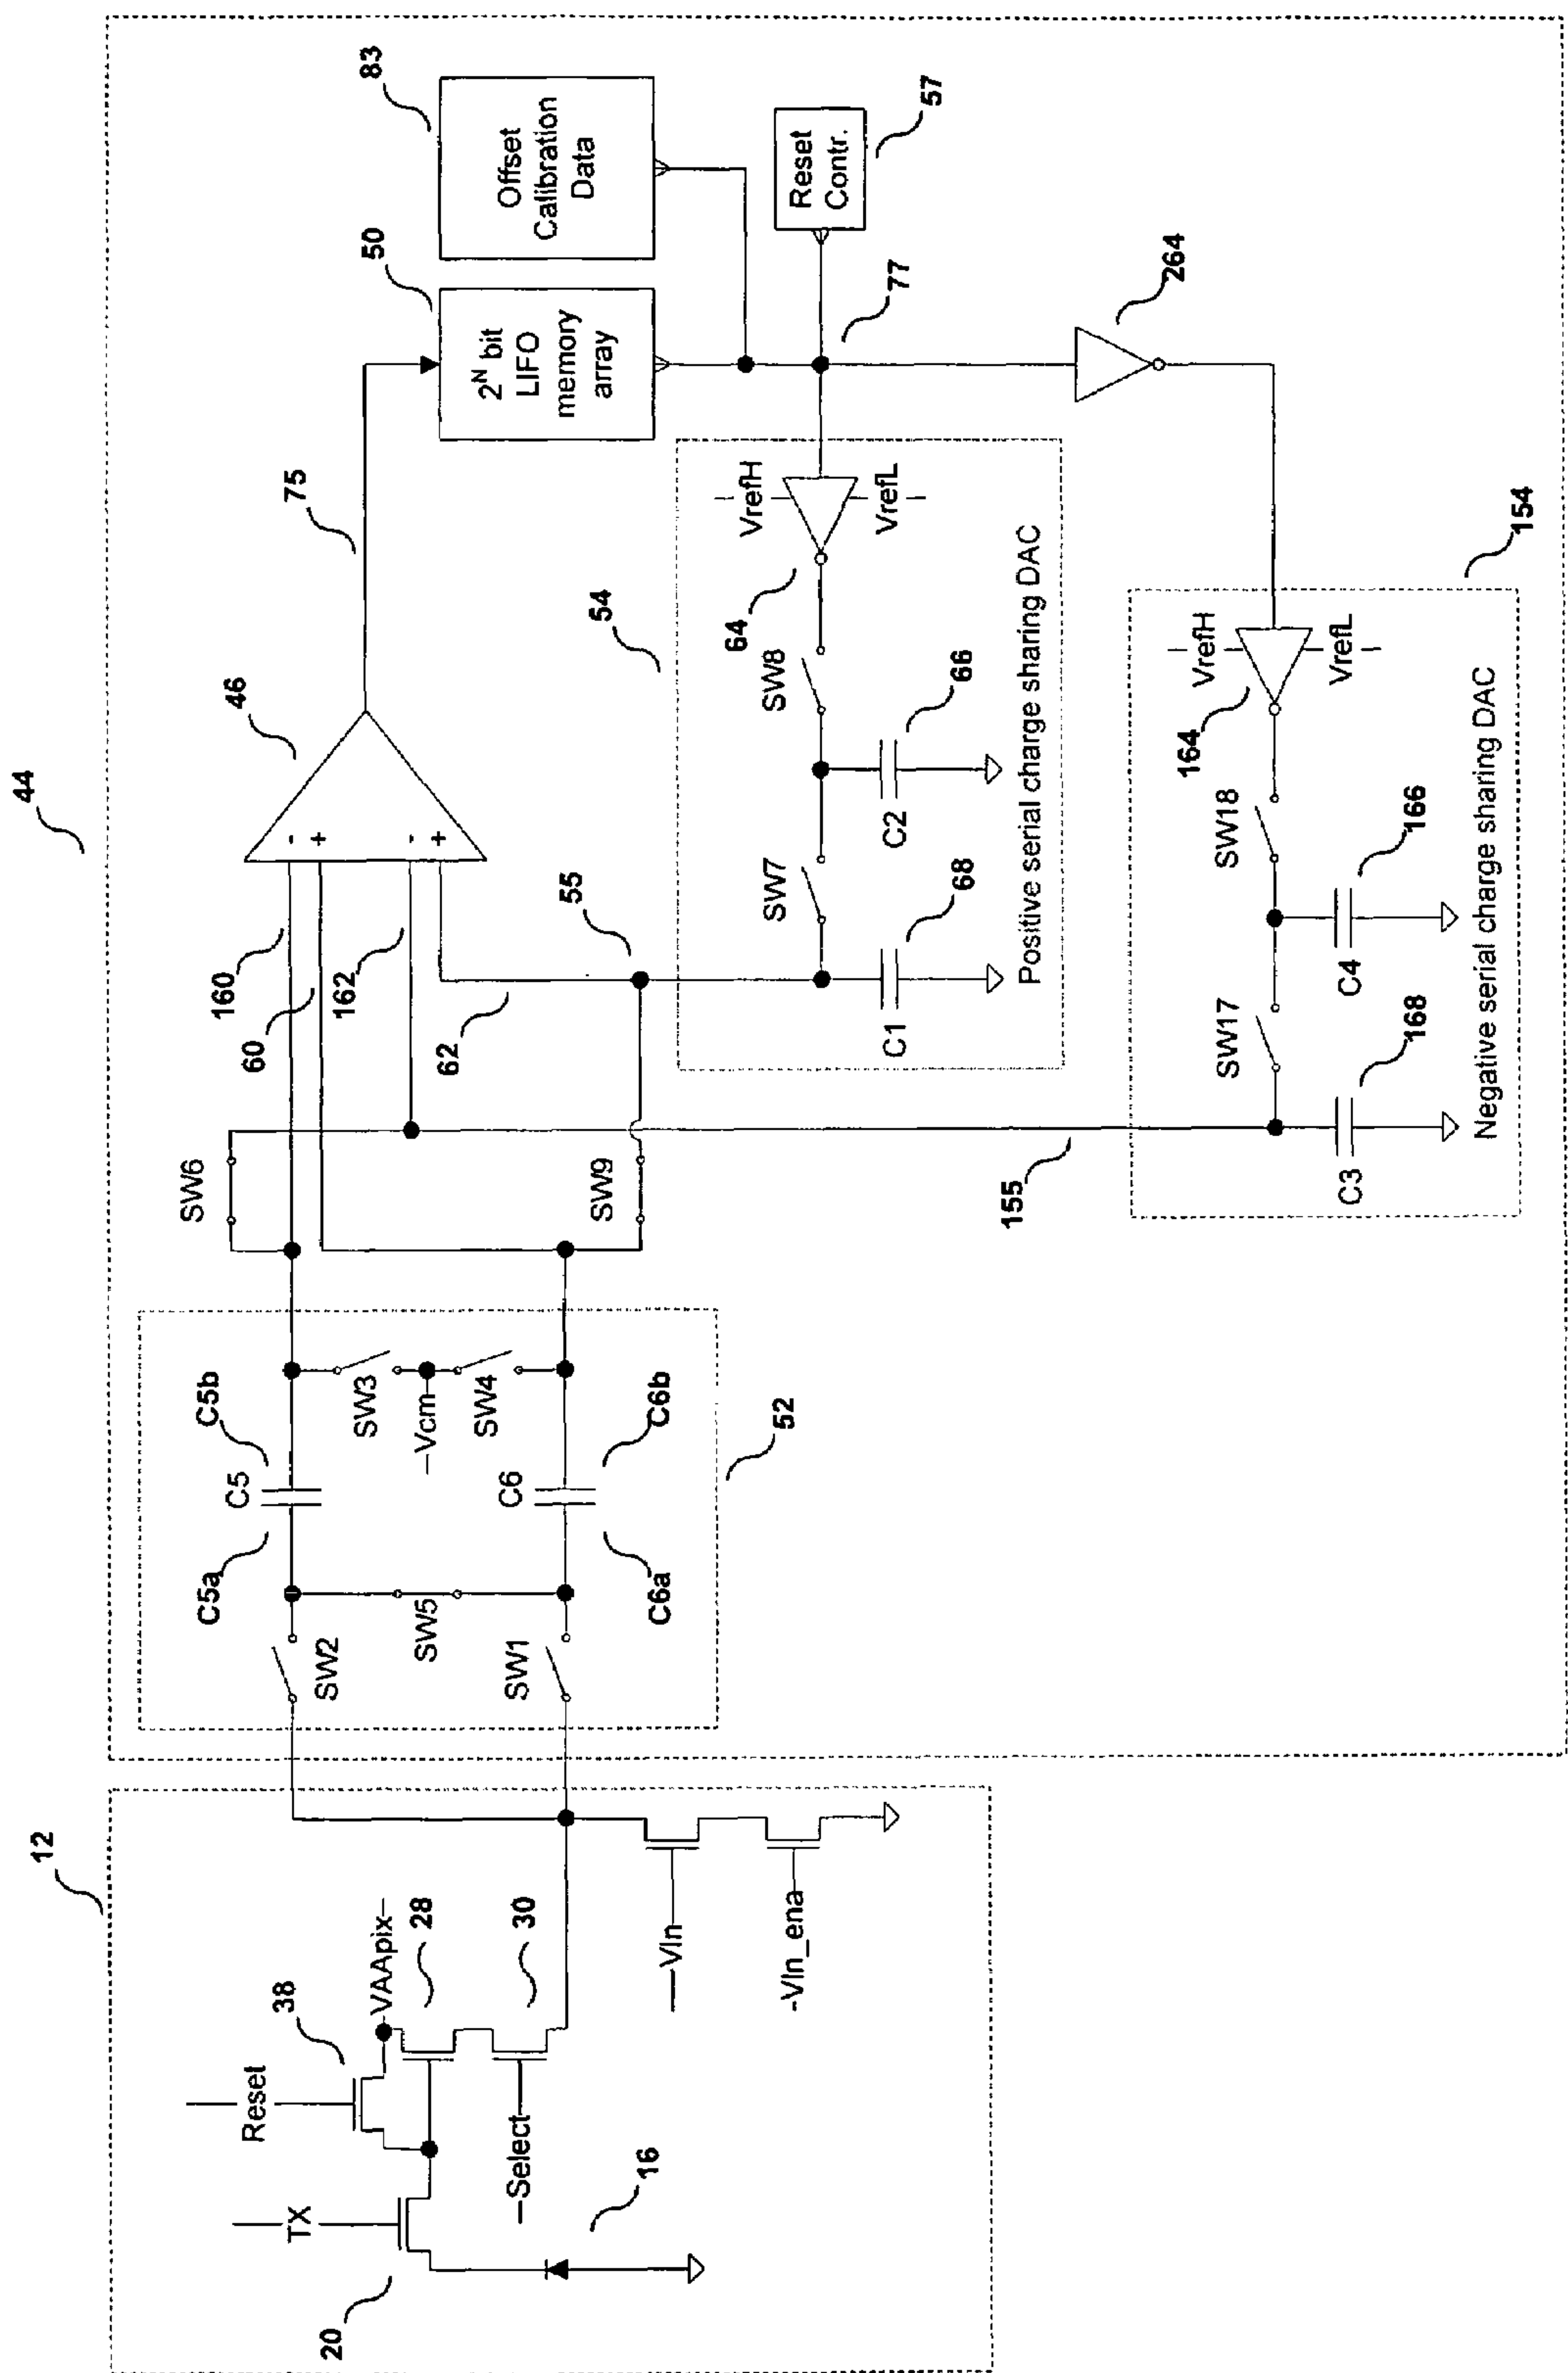 44
12
20
TX
Reset
38
-VAApix-
28
30
-Select-
16
-Vln-
-Vln_ena
SW2
SW1
SW5
C5a
C6a
C5
C6
C5b
C6b
SW3
-Vcm-
SW4
52
SW6
SW9
160
60
162
62
55
155
-
+
-
+
46
75
50
2N bit
LIFO
memory
array
83
Offset
Calibration
Data
57
Reset
Contr.
77
264
54
64
VrefH
VrefL
SW8
SW7
66
C2
68
C1
Positive serial charge sharing DAC
154
164
VrefH
VrefL
SW18
SW17
166
C4
168
C3
Negative serial charge sharing DAC